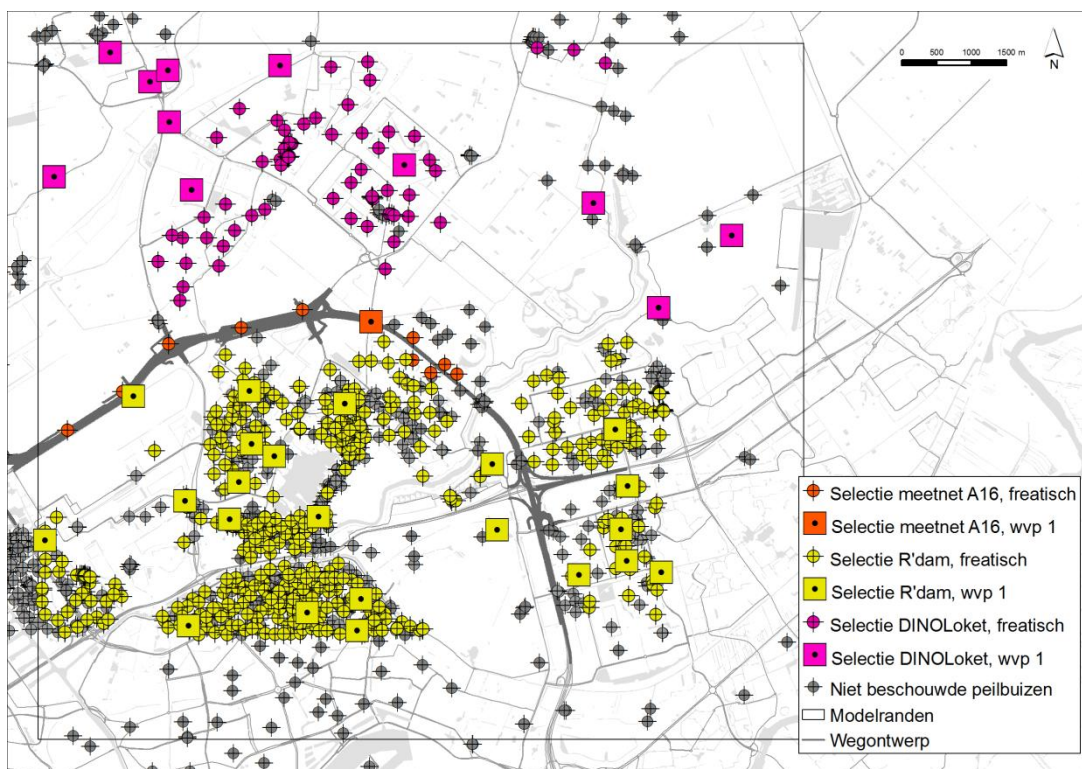 0 500 1000 1500 m
N
Selectie meetnet A16, freatisch
Selectie meetnet A16, wvp 1
Selectie R'dam, freatisch
Selectie R'dam, wvp 1
Selectie DINOLoket, freatisch
Selectie DINOLoket, wvp 1
Niet beschouwde peilbuizen
Modelranden
Wegontwerp